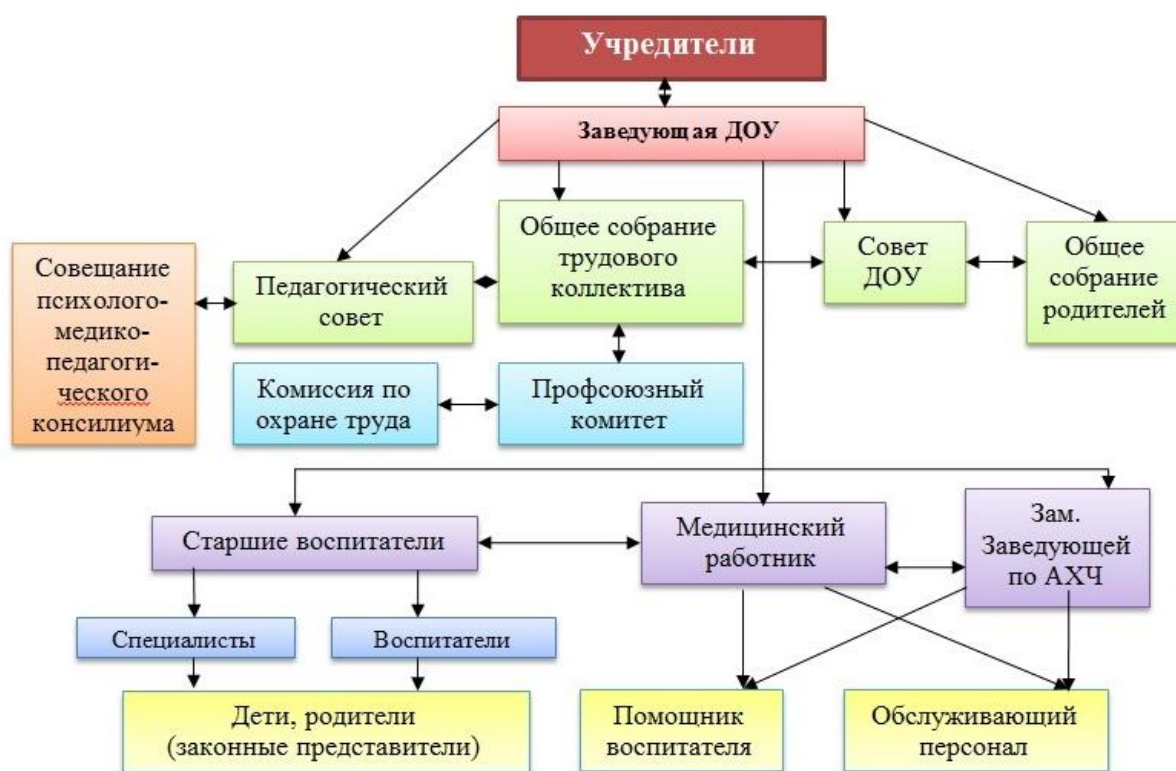 Учредители
Заведующая ДОУ
Совещание
психолого-
медико-
педагоги-
ческого
консилиума
Педагогический
совет
Общее собрание
трудового
коллектива
Совет
ДОУ
Общее
собрание
родителей
Комиссия по
охране труда
Профсоюзный
комитет
Старшие воспитатели
Медицинский
работник
Зам.
Заведующей
по АХЧ
Специалисты
Воспитатели
Дети, родители
(законные представители)
Помощник
воспитателя
Обслуживающий
персонал